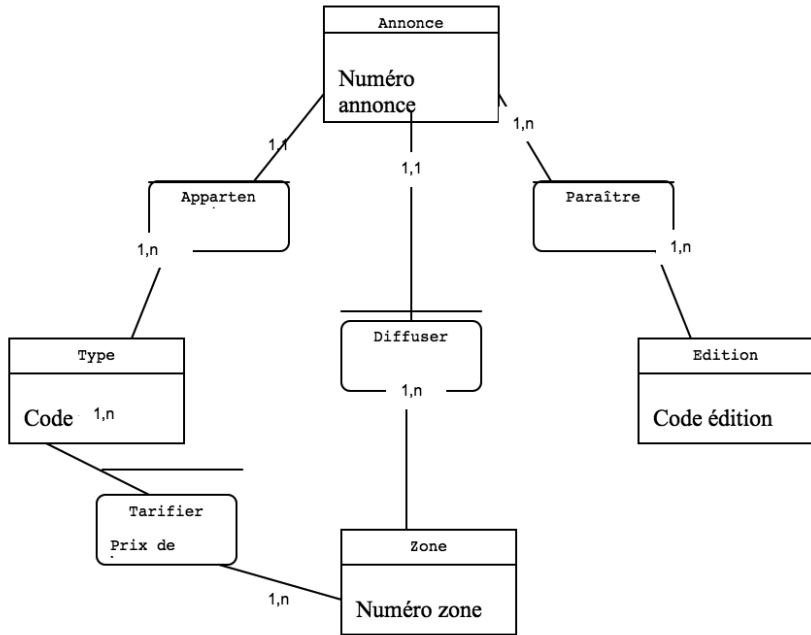 Annonce
Numéro
annonce
1,1
1,1
1,n
Apparten
Paraître
1,n
1,n
Type
Diffuser
Edition
Code
1,n
1,n
Code édition
Tarifier
Prix de
Zone
1,n
Numéro zone